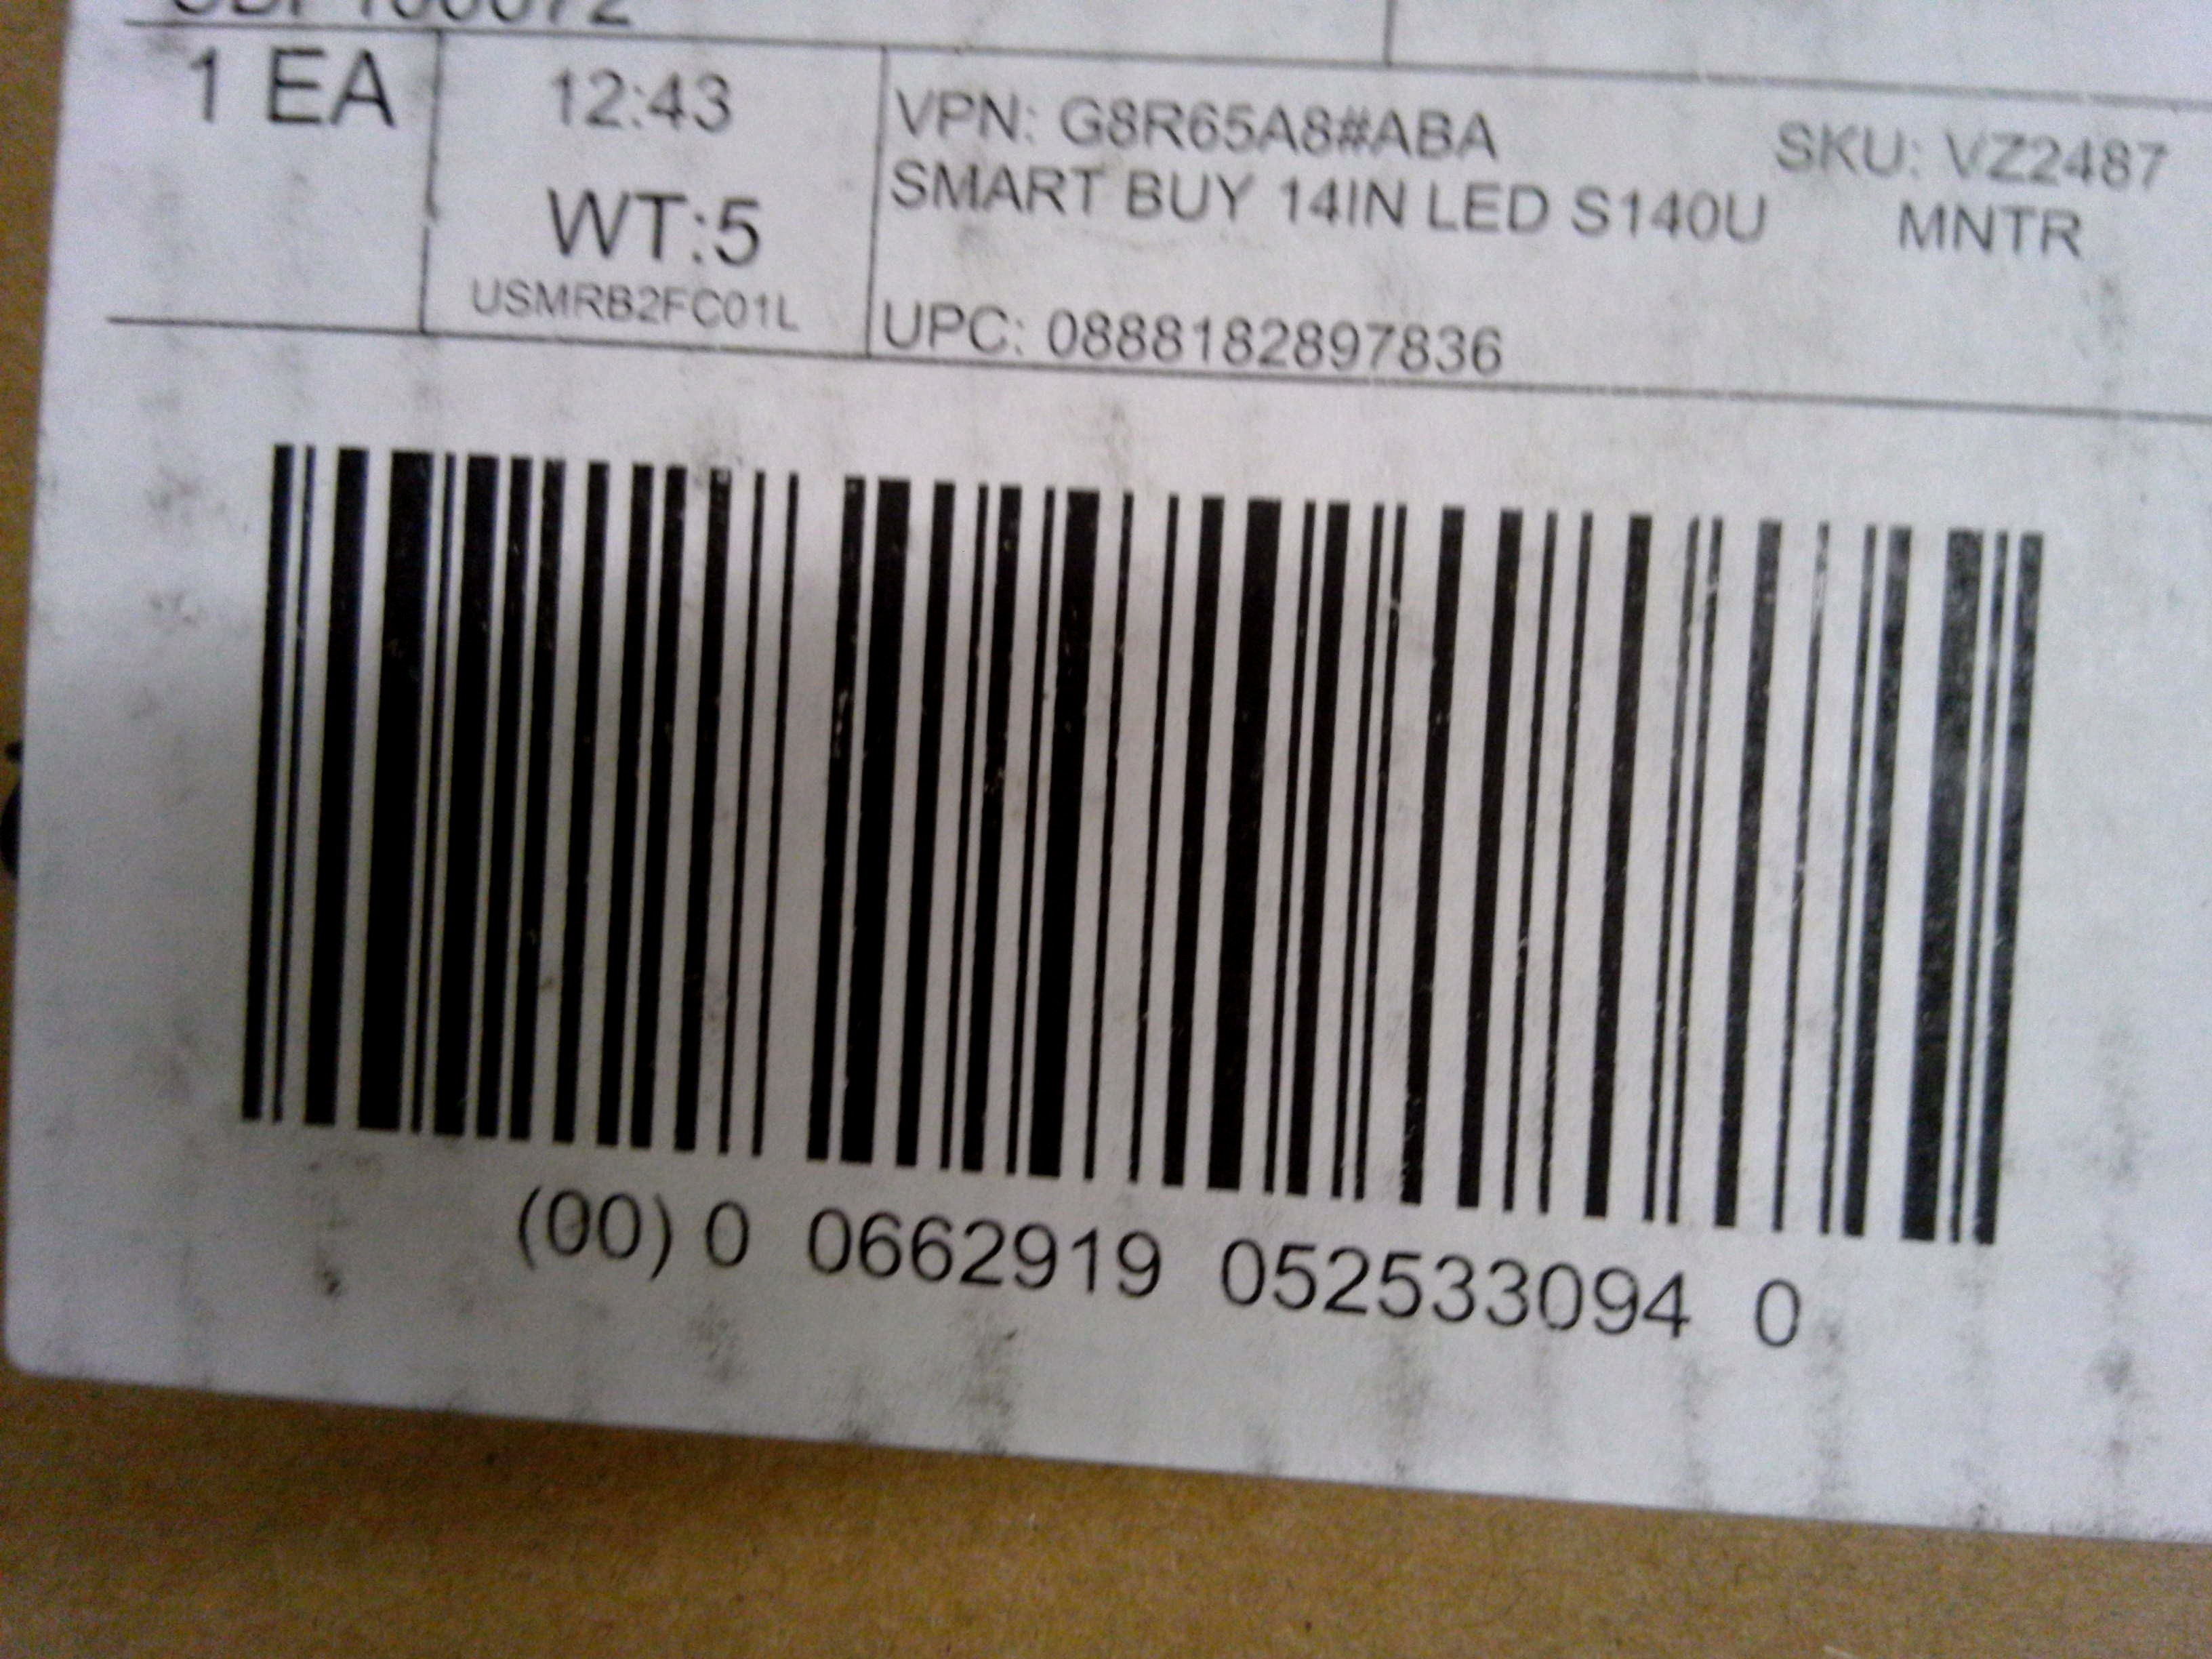 1 EA
12:43
WT:5
USMRB2FC01L
VPN: G8R65A8#ABA SKU: VZ2487
SMART BUY 14IN LED S140U MNTR
UPC: 0888182897836
(00) 0 0662919 052533094 0